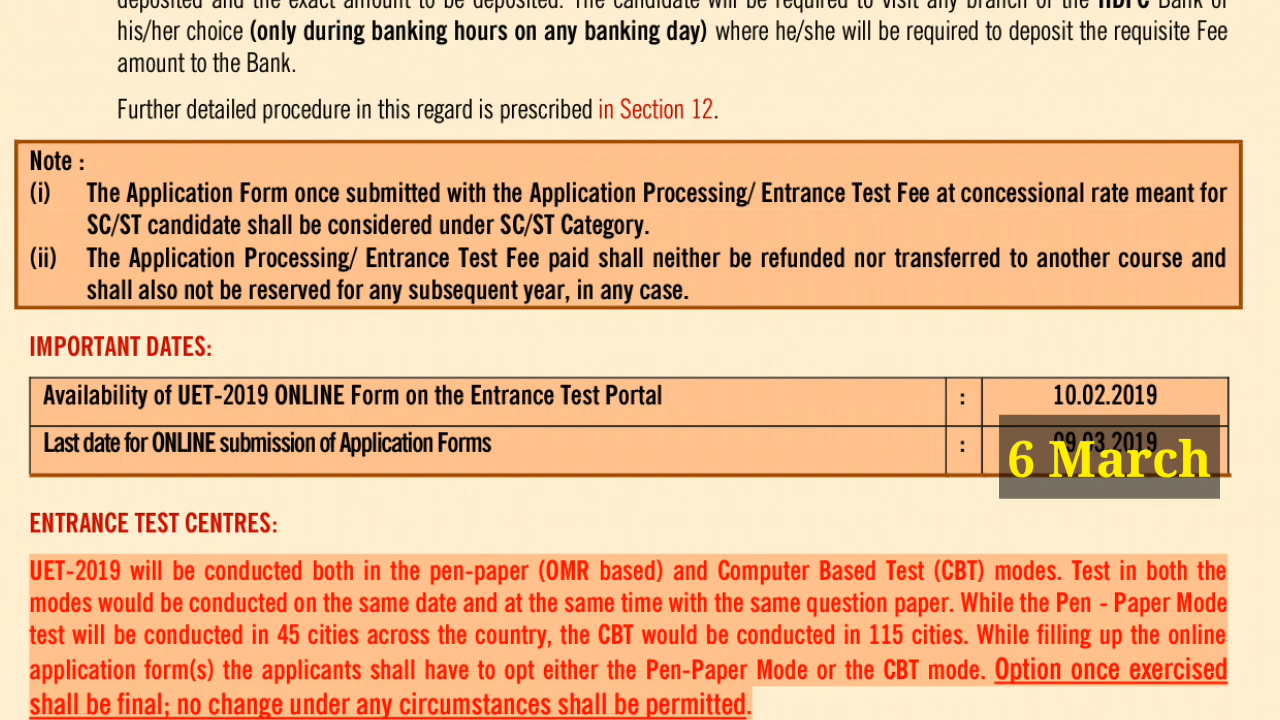 deposited and the exact amount to be deposited. The candidate will be required to visit any branch of the HDFC Bank of
his/her choice (only during banking hours on any banking day) where he/she will be required to deposit the requisite Fee
amount to the Bank.
Further detailed procedure in this regard is prescribed in Section 12.
Note :
(i) The Application Form once submitted with the Application Processing/ Entrance Test Fee at concessional rate meant for
SC/ST candidate shall be considered under SC/ST Category.
(ii) The Application Processing/ Entrance Test Fee paid shall neither be refunded nor transferred to another course and
shall also not be reserved for any subsequent year, in any case.
IMPORTANT DATES:
Availability of UET-2019 ONLINE Form on the Entrance Test Portal : 10.02.2019
Last date for ONLINE submission of Application Forms : 09.03.2019
6 March
ENTRANCE TEST CENTRES:
UET-2019 will be conducted both in the pen-paper (OMR based) and Computer Based Test (CBT) modes. Test in both the
modes would be conducted on the same date and at the same time with the same question paper. While the Pen - Paper Mode
test will be conducted in 45 cities across the country, the CBT would be conducted in 115 cities. While filling up the online
application form(s) the applicants shall have to opt either the Pen-Paper Mode or the CBT mode. Option once exercised
shall be final; no change under any circumstances shall be permitted.